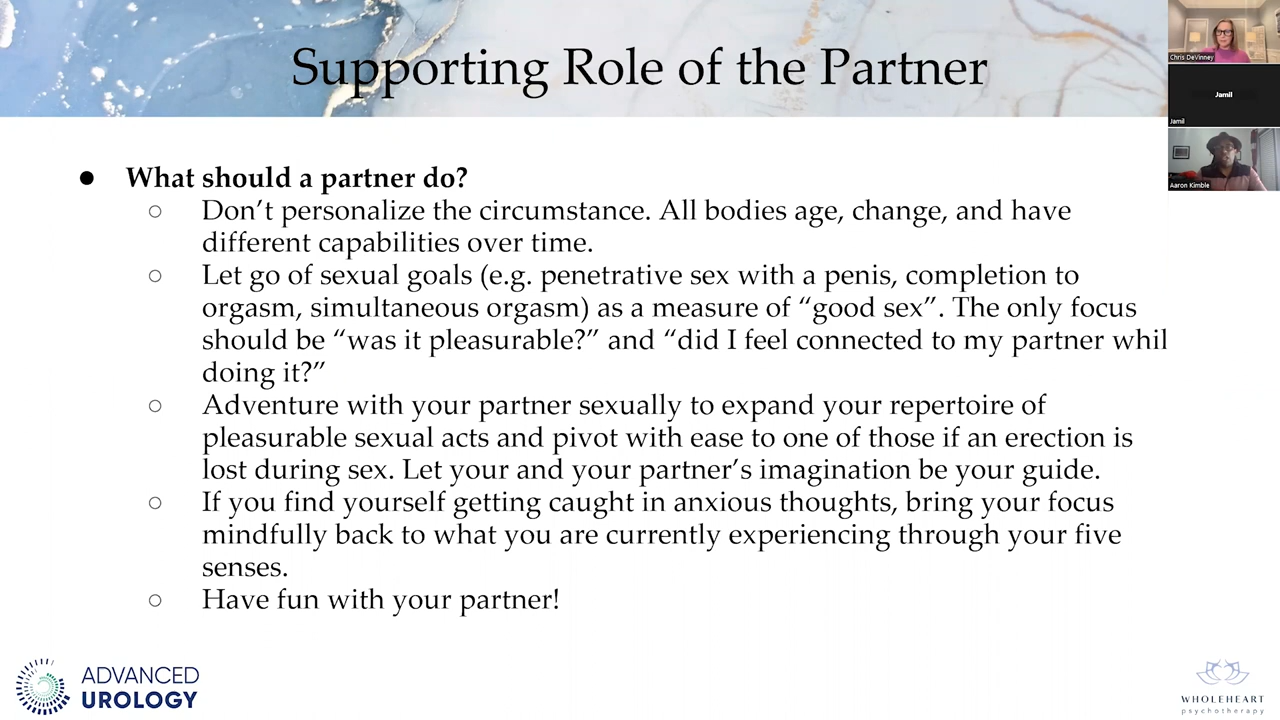 Supporting Role of the Partner
Chris DeVinney
Jamil
Jamil
Aaron Kimble
● What should a partner do?
○ Don’t personalize the circumstance. All bodies age, change, and have
different capabilities over time.
○ Let go of sexual goals (e.g. penetrative sex with a penis, completion to
orgasm, simultaneous orgasm) as a measure of “good sex”. The only focus
should be “was it pleasurable?” and “did I feel connected to my partner whil
doing it?”
○ Adventure with your partner sexually to expand your repertoire of
pleasurable sexual acts and pivot with ease to one of those if an erection is
lost during sex. Let your and your partner’s imagination be your guide.
○ If you find yourself getting caught in anxious thoughts, bring your focus
mindfully back to what you are currently experiencing through your five
senses.
○ Have fun with your partner!
ADVANCED
UROLOGY
WHOLEHEART
psychotherapy